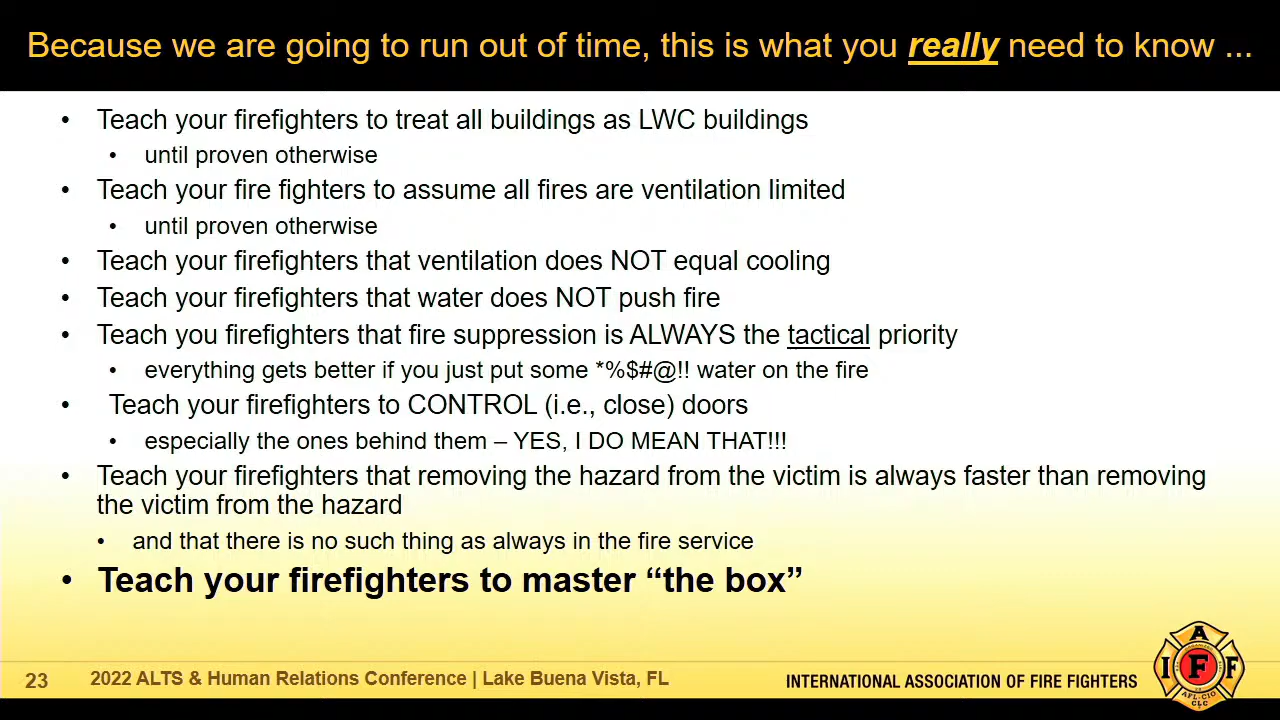 Because we are going to run out of time, this is what you really need to know ...
• Teach your firefighters to treat all buildings as LWC buildings
• until proven otherwise
• Teach your fire fighters to assume all fires are ventilation limited
• until proven otherwise
• Teach your firefighters that ventilation does NOT equal cooling
• Teach your firefighters that water does NOT push fire
• Teach you firefighters that fire suppression is ALWAYS the tactical priority
• everything gets better if you just put some *%$#@!! water on the fire
• Teach your firefighters to CONTROL (i.e., close) doors
• especially the ones behind them – YES, I DO MEAN THAT!!!
• Teach your firefighters that removing the hazard from the victim is always faster than removing
the victim from the hazard
• and that there is no such thing as always in the fire service
• Teach your firefighters to master “the box”
23
2022 ALTS & Human Relations Conference | Lake Buena Vista, FL
INTERNATIONAL ASSOCIATION OF FIRE FIGHTERS
A
I F F
AFL-CIO
CLC